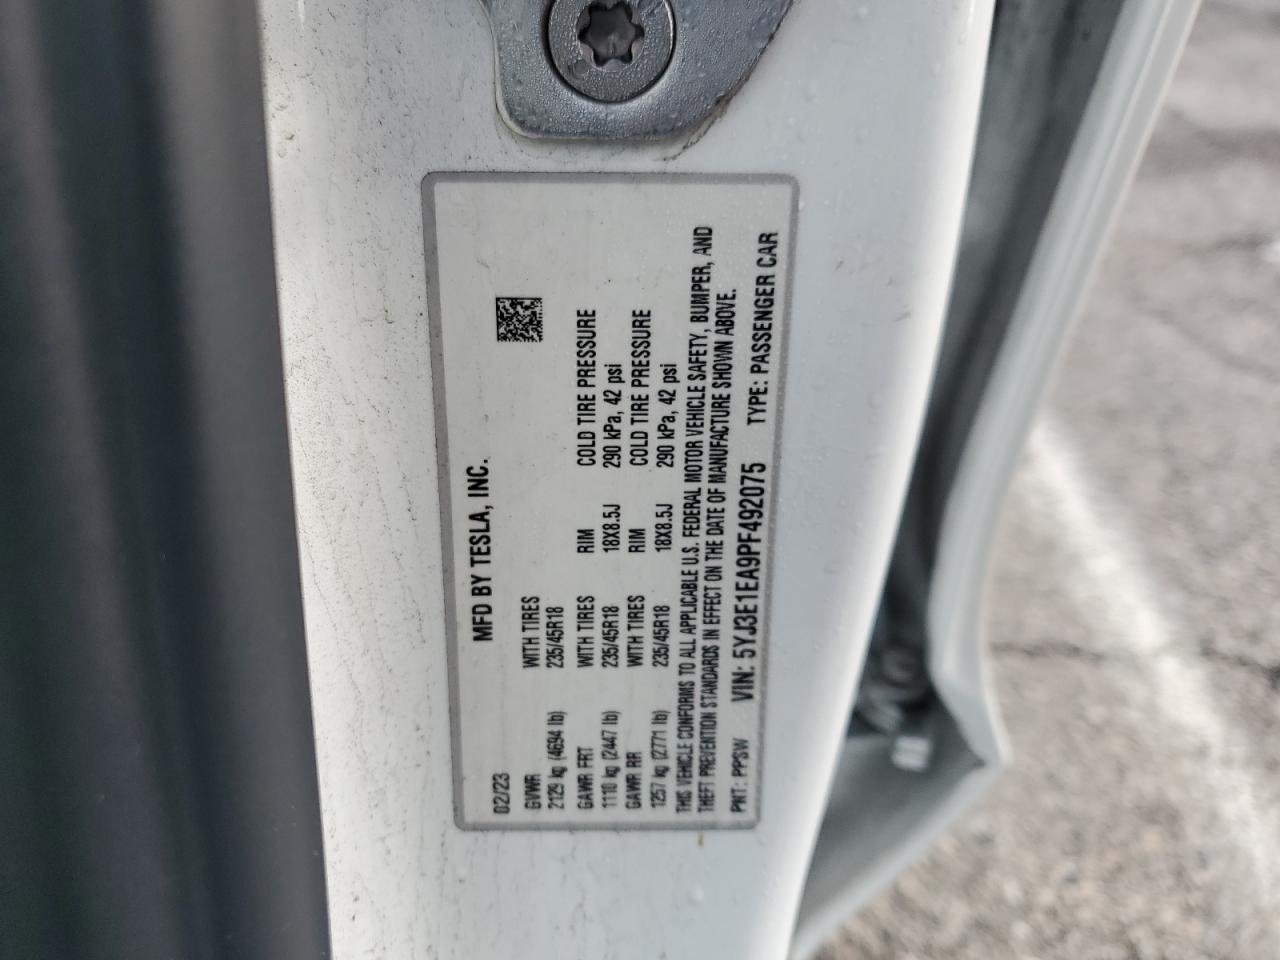 MFD BY TESLA, INC.
02/23
GVWR WITH TIRES
2129 kg (4694 lb) 235/45R18
GAWR FRT WITH TIRES RIM COLD TIRE PRESSURE
1110 kg (2447 lb) 235/45R18 18X8.5J 290 kPa, 42 psi
GAWR RR WITH TIRES RIM COLD TIRE PRESSURE
1257 kg (2771 lb) 235/45R18 18X8.5J 290 kPa, 42 psi
THIS VEHICLE CONFORMS TO ALL APPLICABLE U.S. FEDERAL MOTOR VEHICLE SAFETY, BUMPER, AND
THEFT PREVENTION STANDARDS IN EFFECT ON THE DATE OF MANUFACTURE SHOWN ABOVE.
PNT: PPSW VIN: 5YJ3E1EA9PF492075 TYPE: PASSENGER CAR